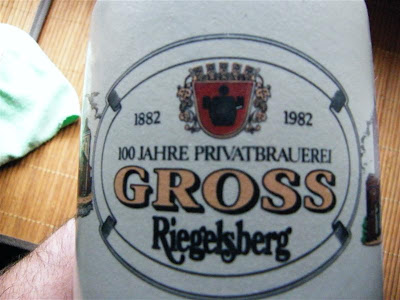 1882 1982
100 JAHRE PRIVATBRAUEREI
GROSS
Riegelsberg